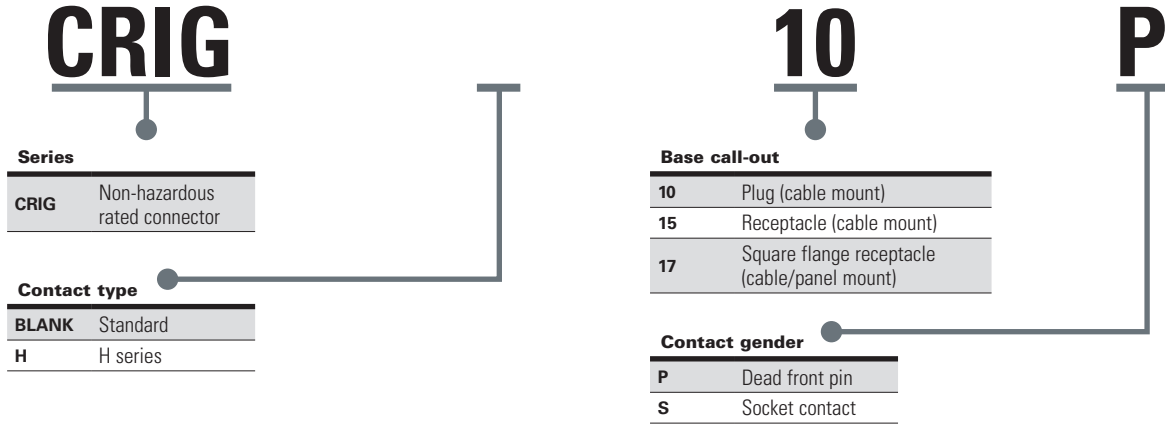 CRIG 10 P
Series
CRIG Non-hazardous
rated connector
Contact type
BLANK Standard
H H series
Base call-out
10 Plug (cable mount)
15 Receptacle (cable mount)
17 Square flange receptacle
(cable/panel mount)
Contact gender
P Dead front pin
S Socket contact